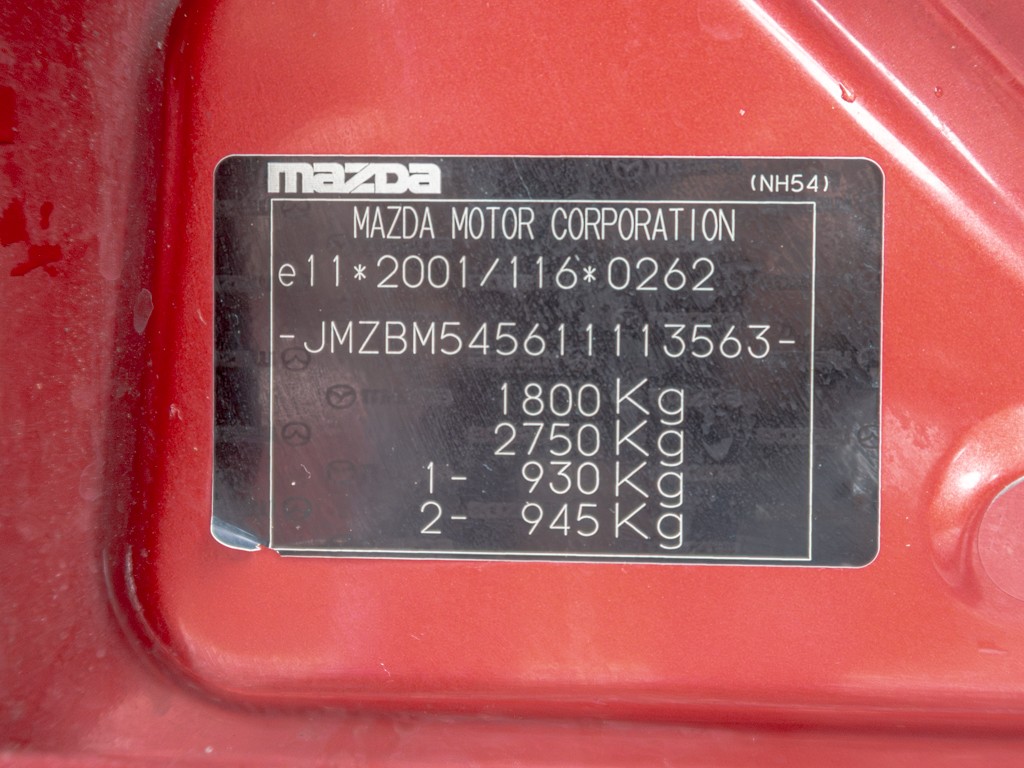 mazda
(NH54)
MAZDA MOTOR CORPORATION
e11*2001/116*0262
-JMZBM545611113563-
1800 Kg
2750 Kg
1- 930 Kg
2- 945 Kg